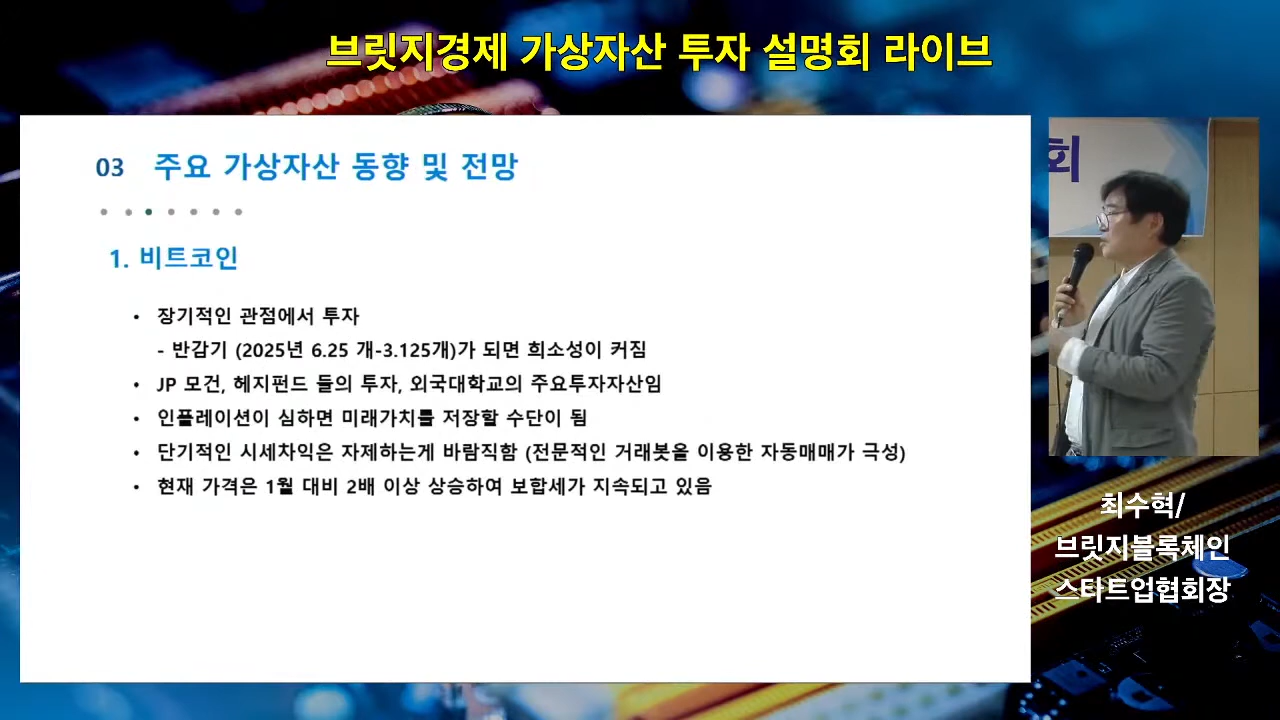 브릿지경제 가상자산 투자 설명회 라이브
03 주요 가상자산 동향 및 전망
1. 비트코인
• 장기적인 관점에서 투자
- 반감기 (2025년 6.25 개-3.125개)가 되면 희소성이 커짐
• JP 모건, 헤지펀드 들의 투자, 외국대학교의 주요투자자산임
• 인플레이션이 심하면 미래가치를 저장할 수단이 됨
• 단기적인 시세차익은 자제하는게 바람직함 (전문적인 거래봇을 이용한 자동매매가 극성)
• 현재 가격은 1월 대비 2배 이상 상승하여 보합세가 지속되고 있음
회
최수혁/
브릿지블록체인
스타트업협회장